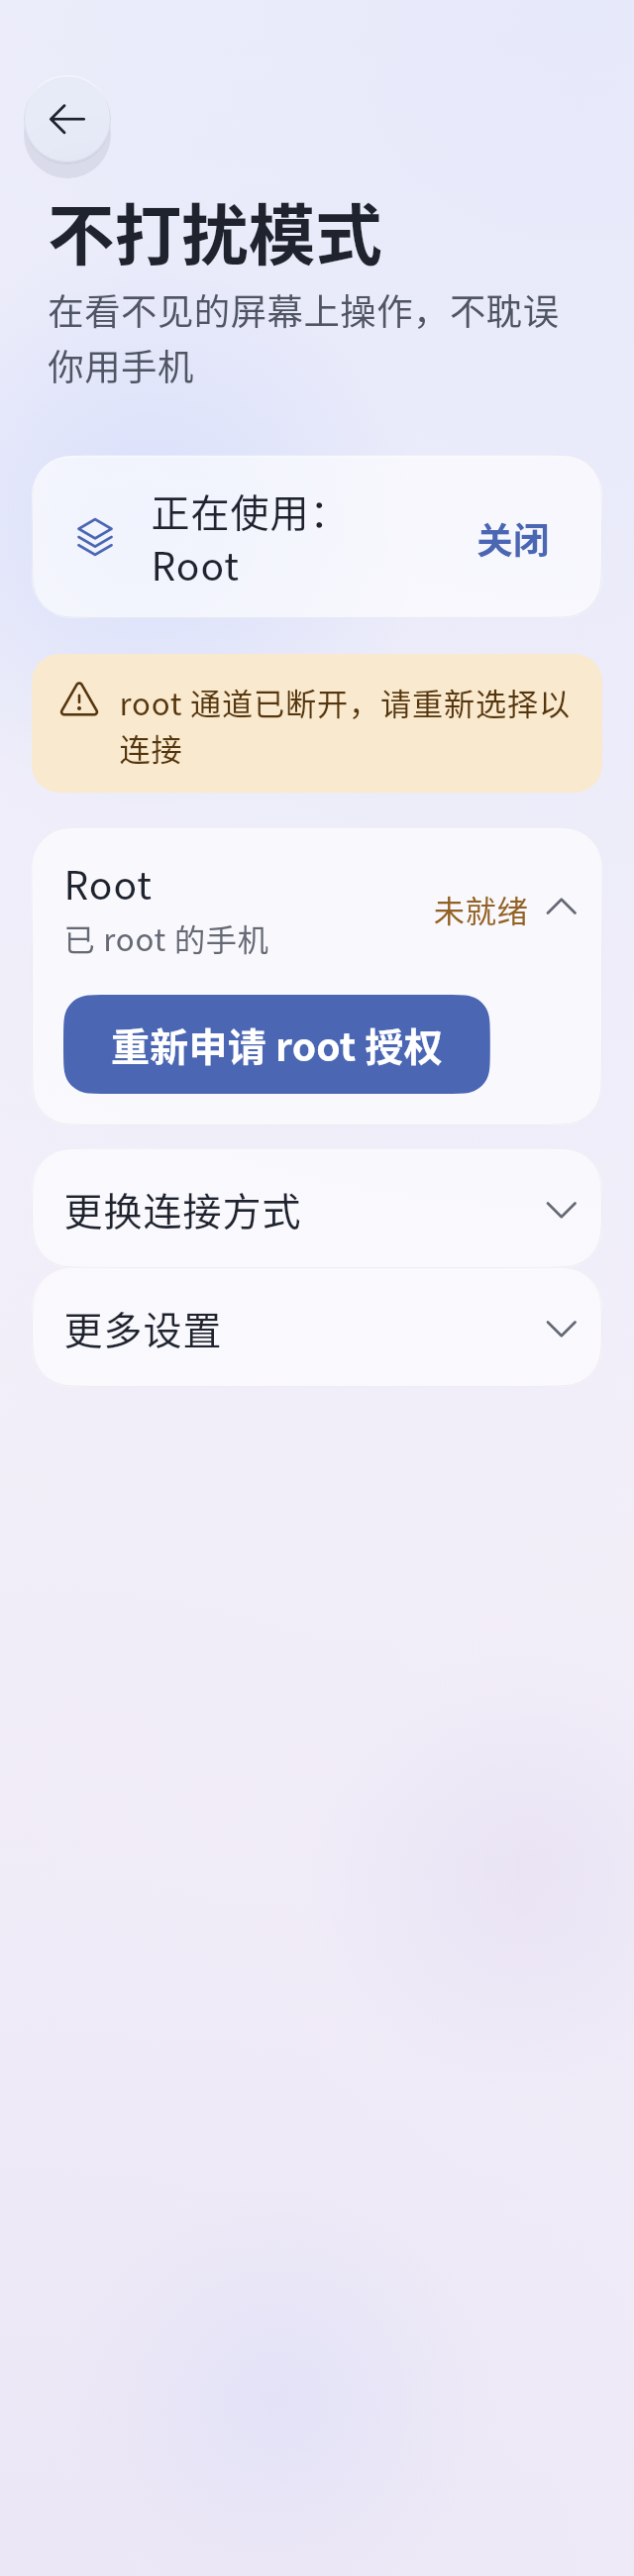 不打扰模式
在看不见的屏幕上操作，不耽误
你用手机
正在使用：
Root
关闭
root 通道已断开，请重新选择以
连接
Root
已 root 的手机
未就绪
重新申请 root 授权
更换连接方式
更多设置